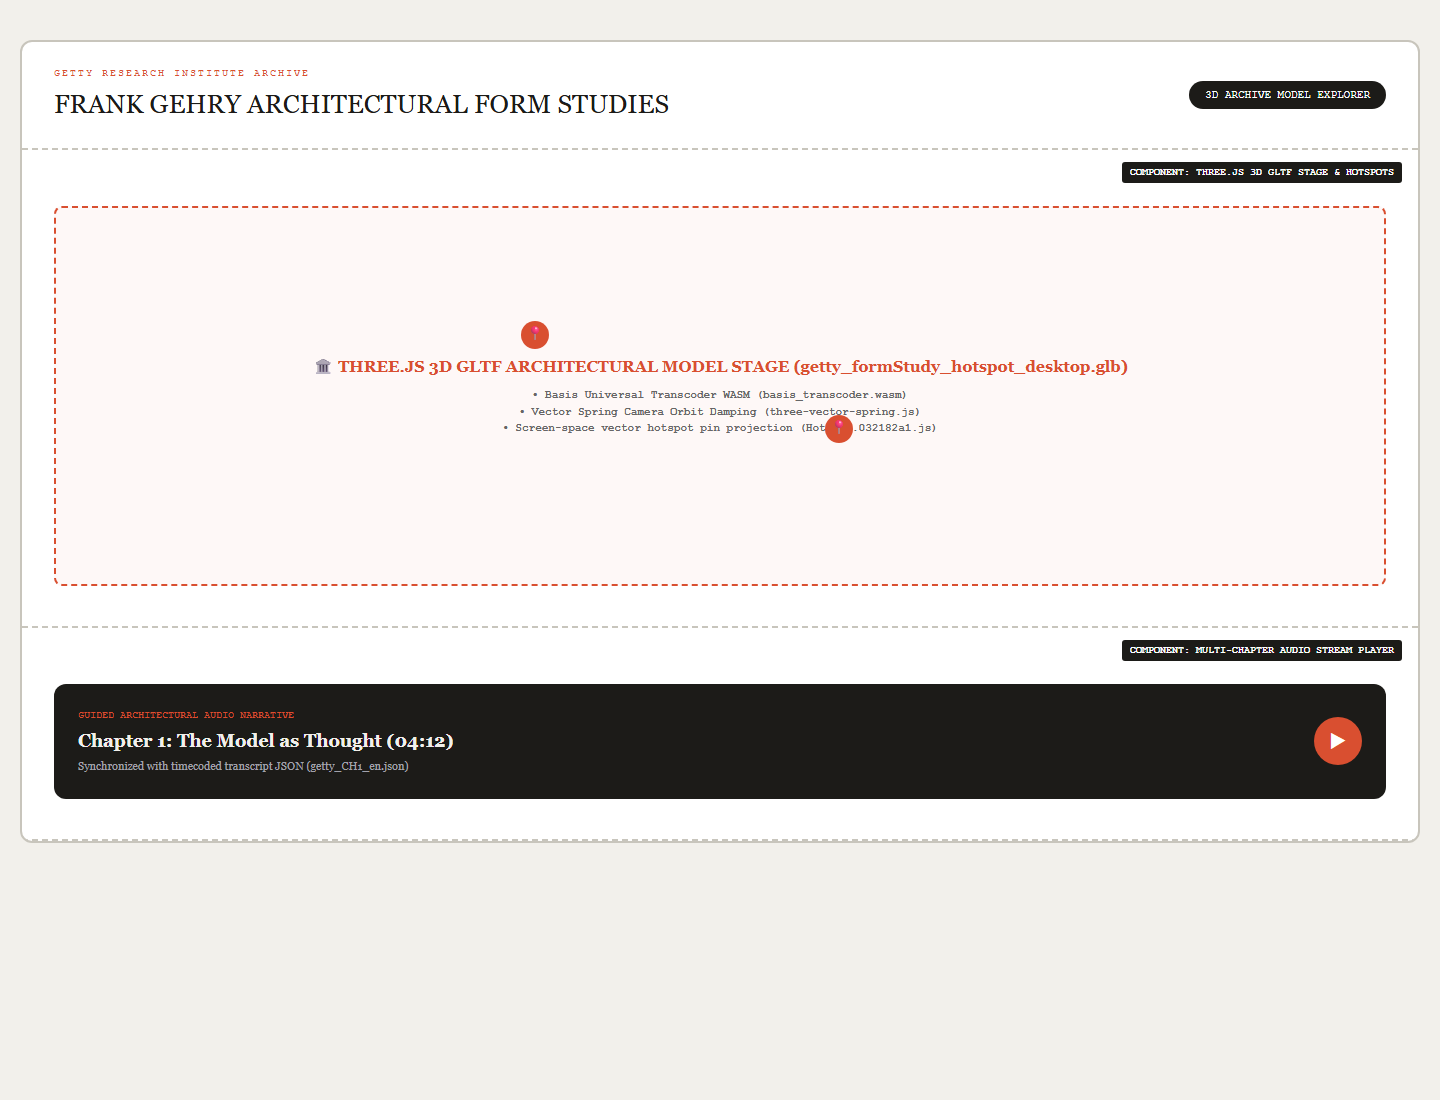 GETTY RESEARCH INSTITUTE ARCHIVE
FRANK GEHRY ARCHITECTURAL FORM STUDIES
3D ARCHIVE MODEL EXPLORER
COMPONENT: THREE.JS 3D GLTF STAGE & HOTSPOTS
THREE.JS 3D GLTF ARCHITECTURAL MODEL STAGE (getty_formStudy_hotspot_desktop.glb)
• Basis Universal Transcoder WASM (basis_transcoder.wasm)
• Vector Spring Camera Orbit Damping (three-vector-spring.js)
• Screen-space vector hotspot pin projection (Hot .032182a1.js)
COMPONENT: MULTI-CHAPTER AUDIO STREAM PLAYER
GUIDED ARCHITECTURAL AUDIO NARRATIVE
Chapter 1: The Model as Thought (04:12)
Synchronized with timecoded transcript JSON (getty_CH1_en.json)